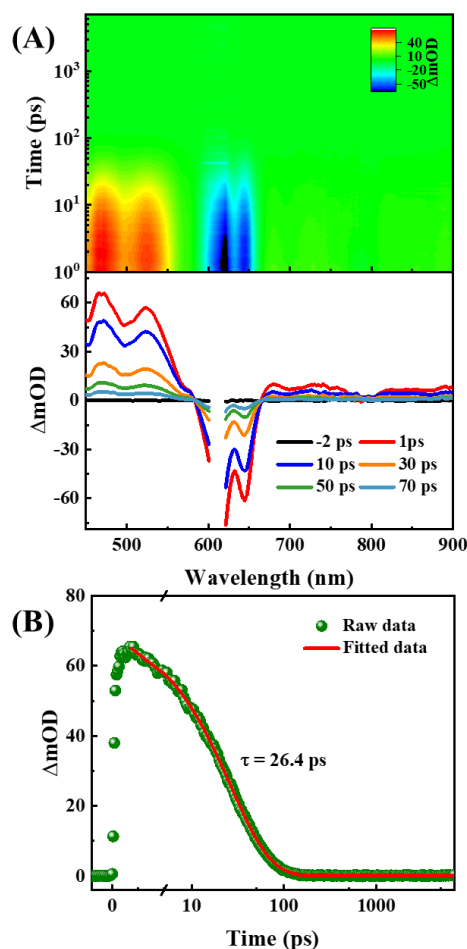 (A)
40
10
-20
-50
ΔmOD
Time (ps)
10³
10²
10¹
10⁰
ΔmOD
60
30
0
-30
-60
-2 ps
1ps
10 ps
30 ps
50 ps
70 ps
450
500
600
700
800
900
Wavelength (nm)
(B)
80
60
40
20
0
ΔmOD
Raw data
Fitted data
τ = 26.4 ps
0
10
100
1000
Time (ps)